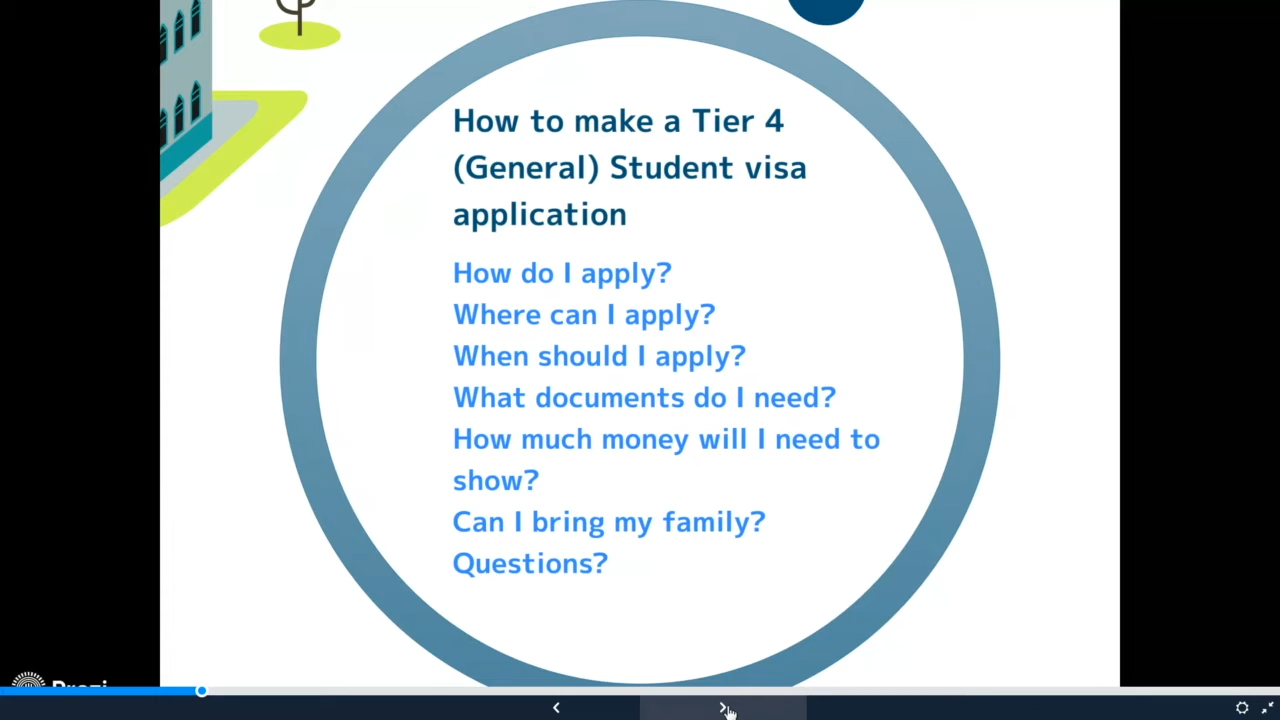 How to make a Tier 4
(General) Student visa
application
How do I apply?
Where can I apply?
When should I apply?
What documents do I need?
How much money will I need to
show?
Can I bring my family?
Questions?
Prezi